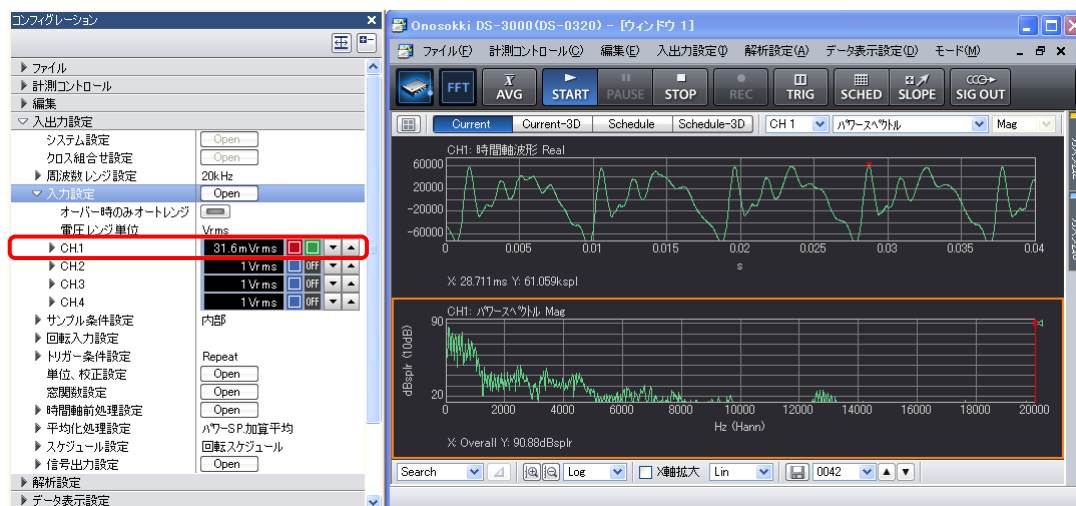 コンフィグレーション
ファイル
計測コントロール
編集
入出力設定
システム設定 Open
クロス組合せ設定 Open
周波数レンジ設定 20kHz
入力設定 Open
オーバー時のみオートレンジ
電圧レンジ単位 Vrms
CH.1 31.6mVrms
CH.2 1Vrms OFF
CH.3 1Vrms OFF
CH.4 1Vrms OFF
サンプル条件設定 内部
回転入力設定
トリガー条件設定 Repeat
単位、校正設定 Open
窓関数設定 Open
時間軸前処理設定 Open
平均化処理設定 パワーSP.加算平均
スケジュール設定 回転スケジュール
信号出力設定 Open
解析設定
データ表示設定
Onosokki DS-3000(DS-0320) - [ウィンドウ 1]
ファイル(F) 計測コントロール(C) 編集(E) 入出力設定(I) 解析設定(A) データ表示設定(D) モード(M)
FFT AVG START PAUSE STOP REC TRIG SCHED SLOPE SIG OUT
Current Current-3D Schedule Schedule-3D CH 1 パワースペクトル Mag
CH1: 時間軸波形 Real
60000
20000
-20000
-60000
0 0.005 0.01 0.015 0.02 0.025 0.03 0.035 0.04
s
X: 28.711ms Y: 61.059kspl
CH1: パワースペクトル Mag
90
dBsplr (10dB)
20
0 2000 4000 6000 8000 10000 12000 14000 16000 18000 20000
Hz (Hann)
X: Overall Y: 90.88dBsplr
Search Log X軸拡大 Lin 0042